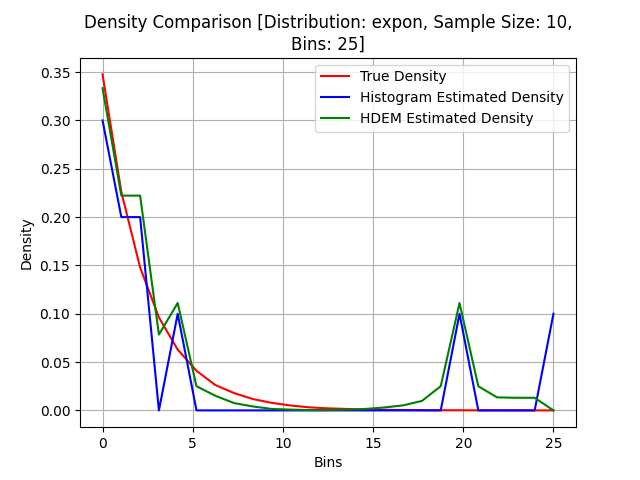 Density Comparison [Distribution: expon, Sample Size: 10,
Bins: 25]
True Density
Histogram Estimated Density
HDEM Estimated Density
Density
0.35
0.30
0.25
0.20
0.15
0.10
0.05
0.00
0 5 10 15 20 25
Bins